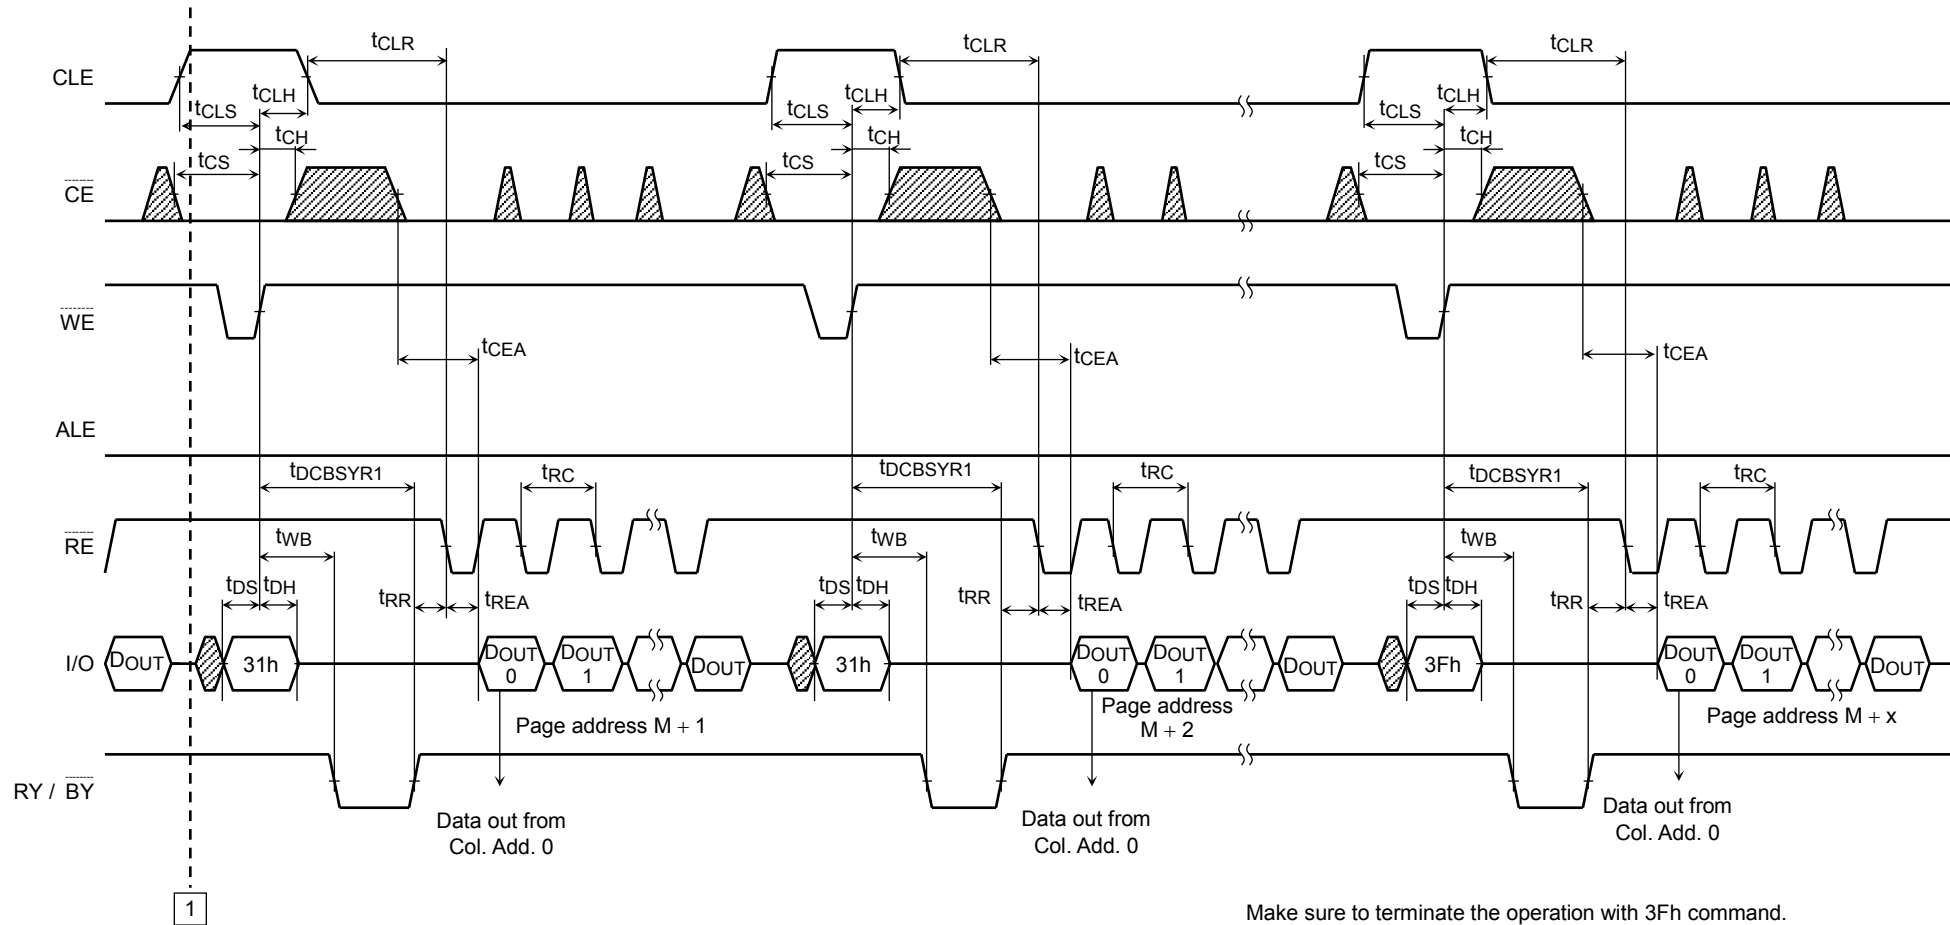 tCLR tCLR tCLR
CLE
tCLH tCLH tCLH
tCLS tCLS tCLS
tCH tCH tCH
tCS tCS tCS
CE
WE
tCEA tCEA tCEA
ALE
tDCBSYR1 tRC tDCBSYR1 tRC tDCBSYR1 tRC
RE
tWB tWB tWB
tDS tDH tDS tDH tDS tDH
tRR tREA tRR tREA tRR tREA
I/O DOUT 31h DOUT 0 DOUT 1 DOUT 31h DOUT 0 DOUT 1 DOUT 3Fh DOUT 0 DOUT 1 DOUT
Page address M + 1
Page address
M + 2
Page address M + x
RY / BY
Data out from
Col. Add. 0
Data out from
Col. Add. 0
Data out from
Col. Add. 0
1
Make sure to terminate the operation with 3Fh command.